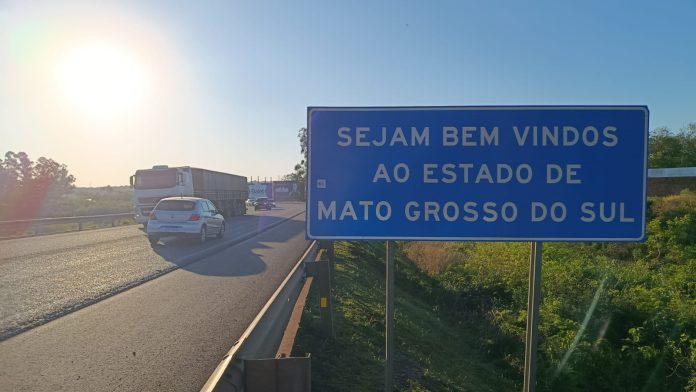 SEJAM BEM VINDOS
AO ESTADO DE
MATO GROSSO DO SUL